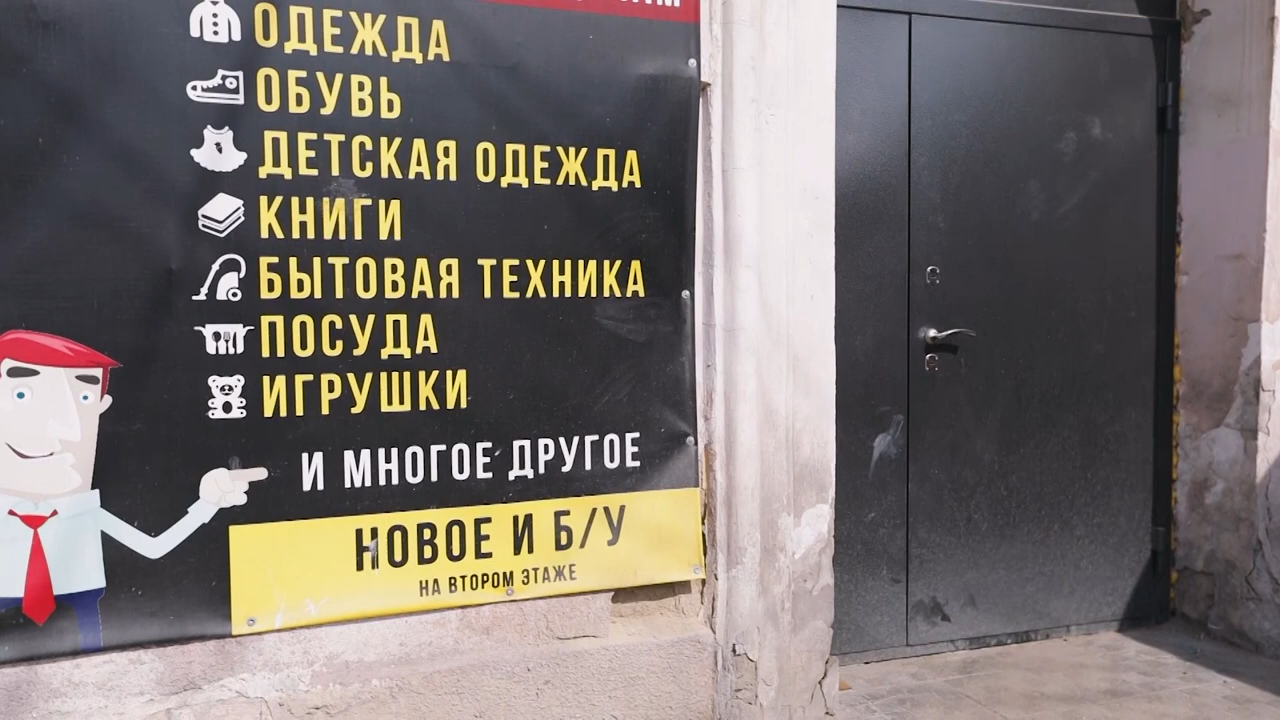 ОДЕЖДА
ОБУВЬ
ДЕТСКАЯ ОДЕЖДА
КНИГИ
БЫТОВАЯ ТЕХНИКА
ПОСУДА
ИГРУШКИ
И МНОГОЕ ДРУГОЕ
НОВОЕ И Б/У
НА ВТОРОМ ЭТАЖЕ